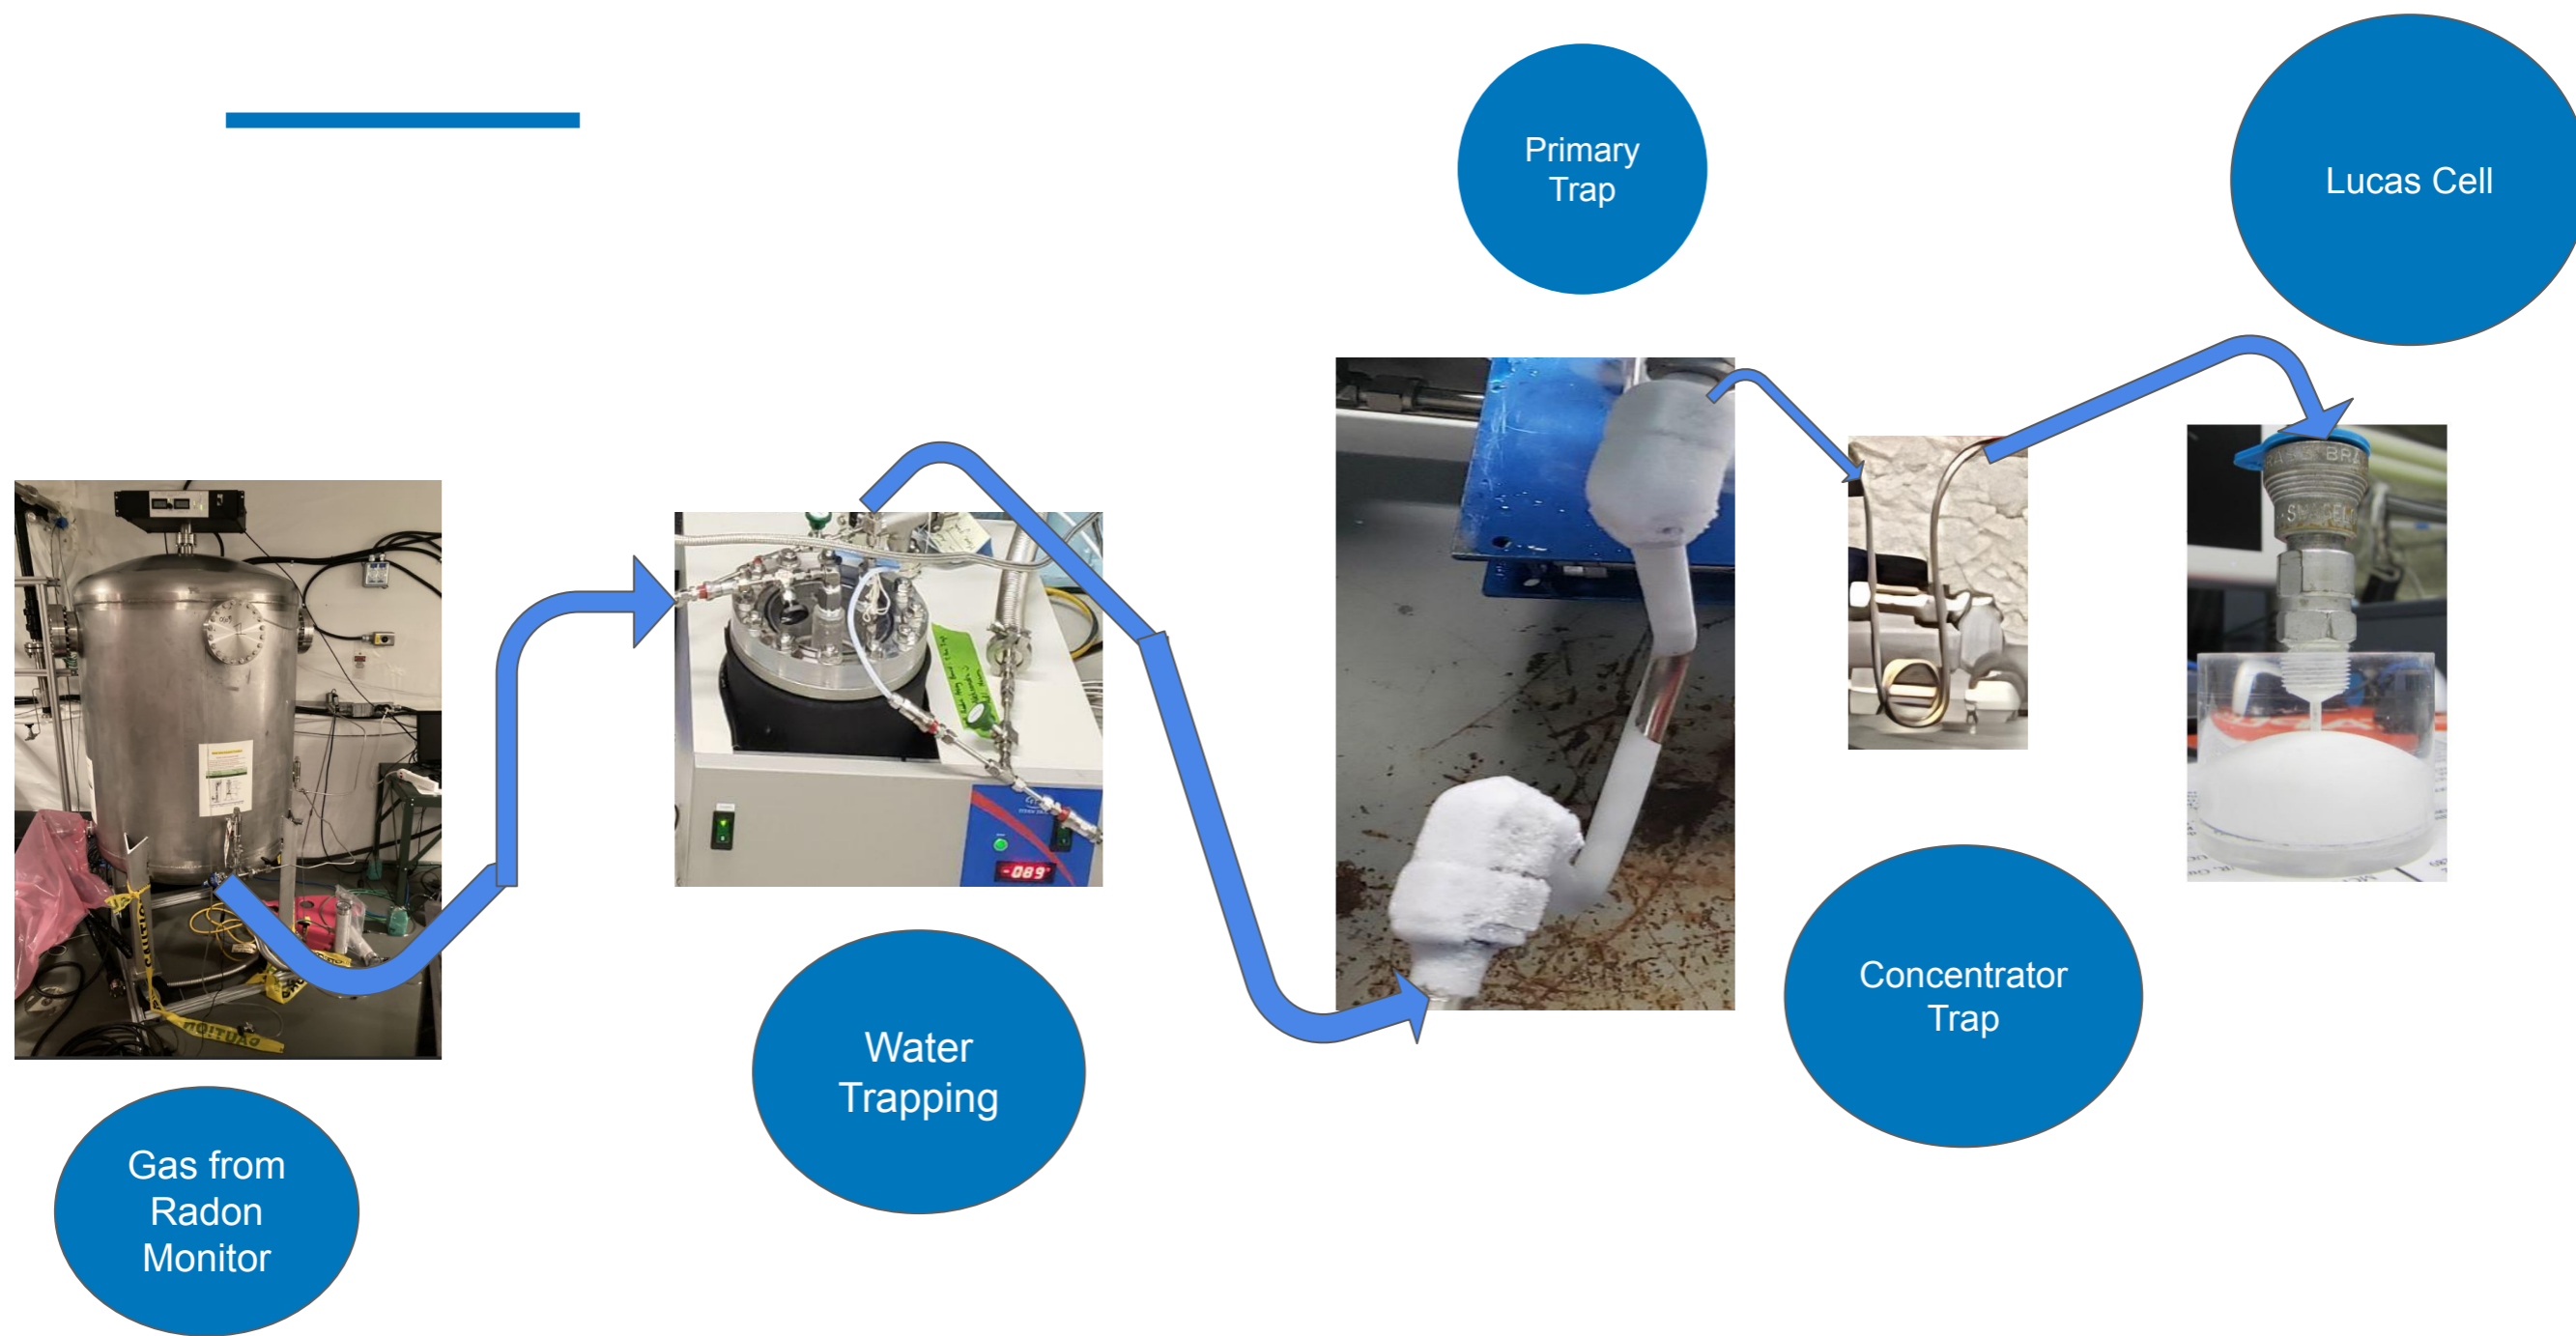 Primary
Trap
Lucas Cell
-089°
Water
Trapping
Concentrator
Trap
Gas from
Radon
Monitor